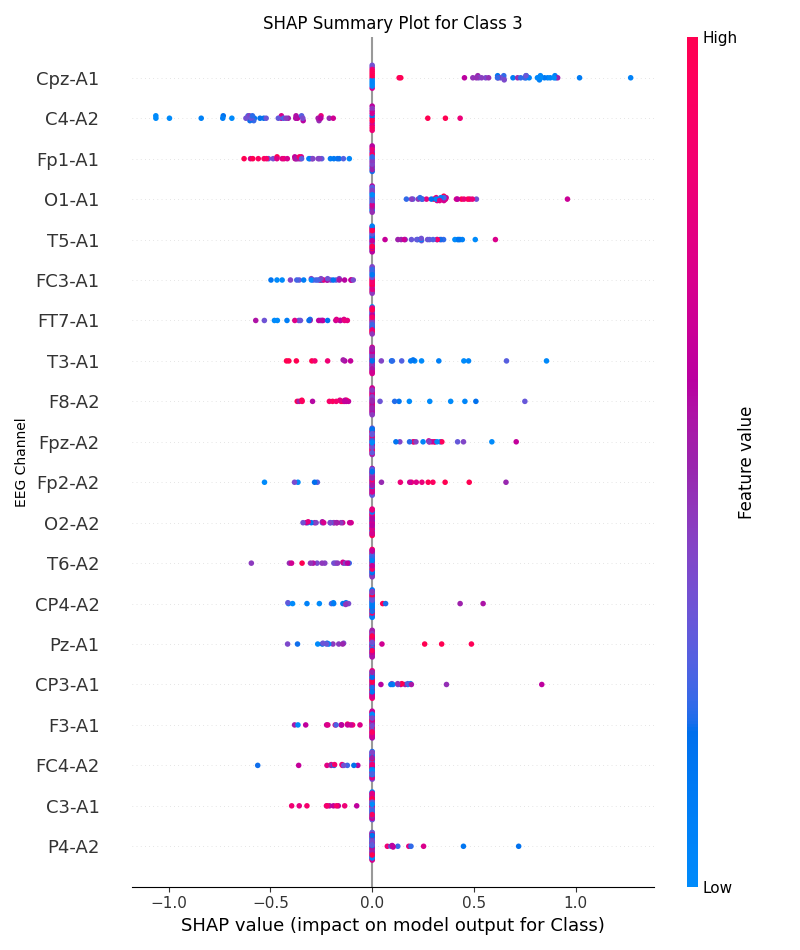 SHAP Summary Plot for Class 3
High
Cpz-A1
C4-A2
Fp1-A1
O1-A1
T5-A1
FC3-A1
FT7-A1
T3-A1
F8-A2
Fpz-A2
Fp2-A2
O2-A2
T6-A2
CP4-A2
Pz-A1
CP3-A1
F3-A1
FC4-A2
C3-A1
P4-A2
EEG Channel
Feature value
Low
−1.0 −0.5 0.0 0.5 1.0
SHAP value (impact on model output for Class)